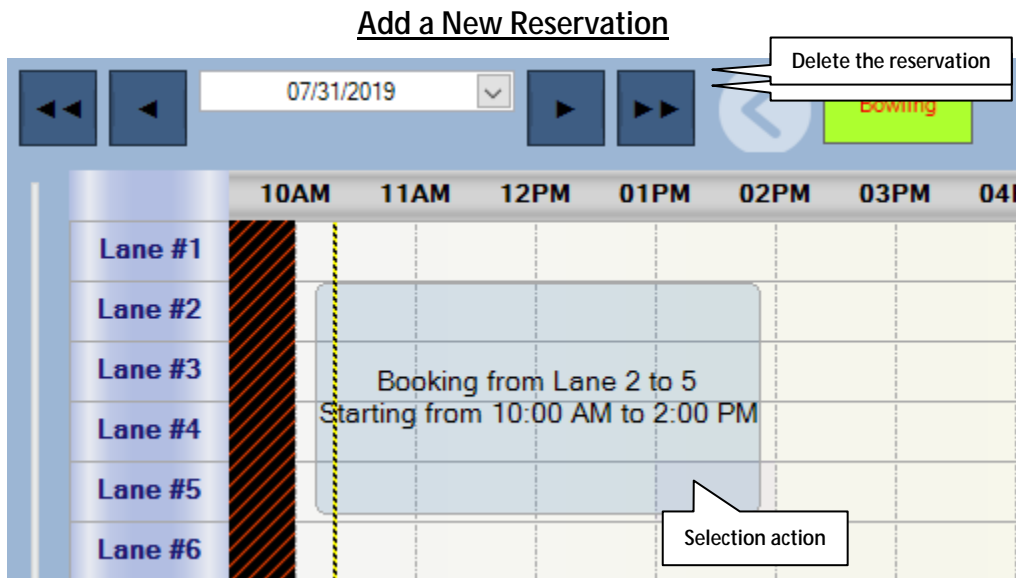 Add a New Reservation
Delete the reservation
07/31/2019
Bowling
10AM 11AM 12PM 01PM 02PM 03PM
Lane #1
Lane #2
Lane #3
Booking from Lane 2 to 5
Starting from 10:00 AM to 2:00 PM
Lane #4
Lane #5
Selection action
Lane #6